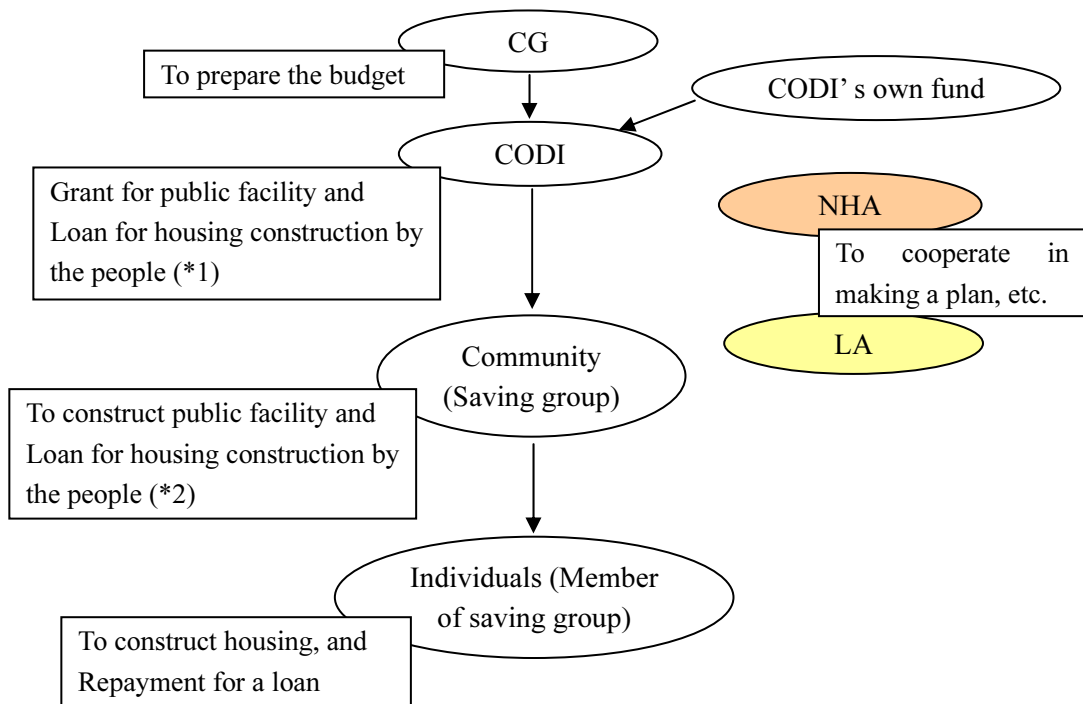 CG
To prepare the budget
CODI' s own fund
CODI
Grant for public facility and
Loan for housing construction by
the people (*1)
NHA
To cooperate in
making a plan, etc.
LA
Community
(Saving group)
To construct public facility and
Loan for housing construction by
the people (*2)
Individuals (Member
of saving group)
To construct housing, and
Repayment for a loan